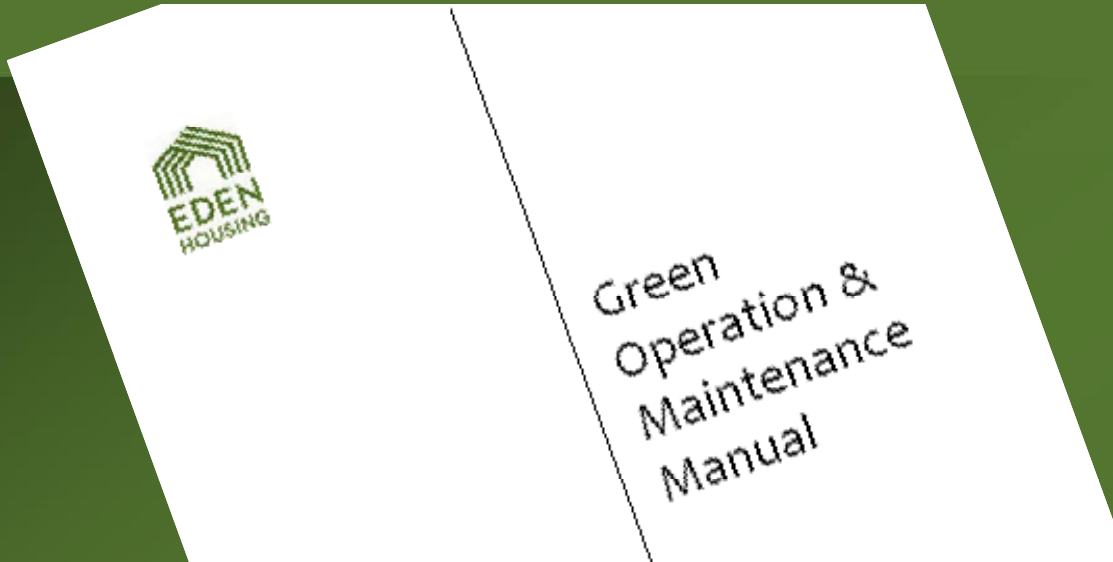 EDEN
HOUSING
Green
Operation &
Maintenance
Manual